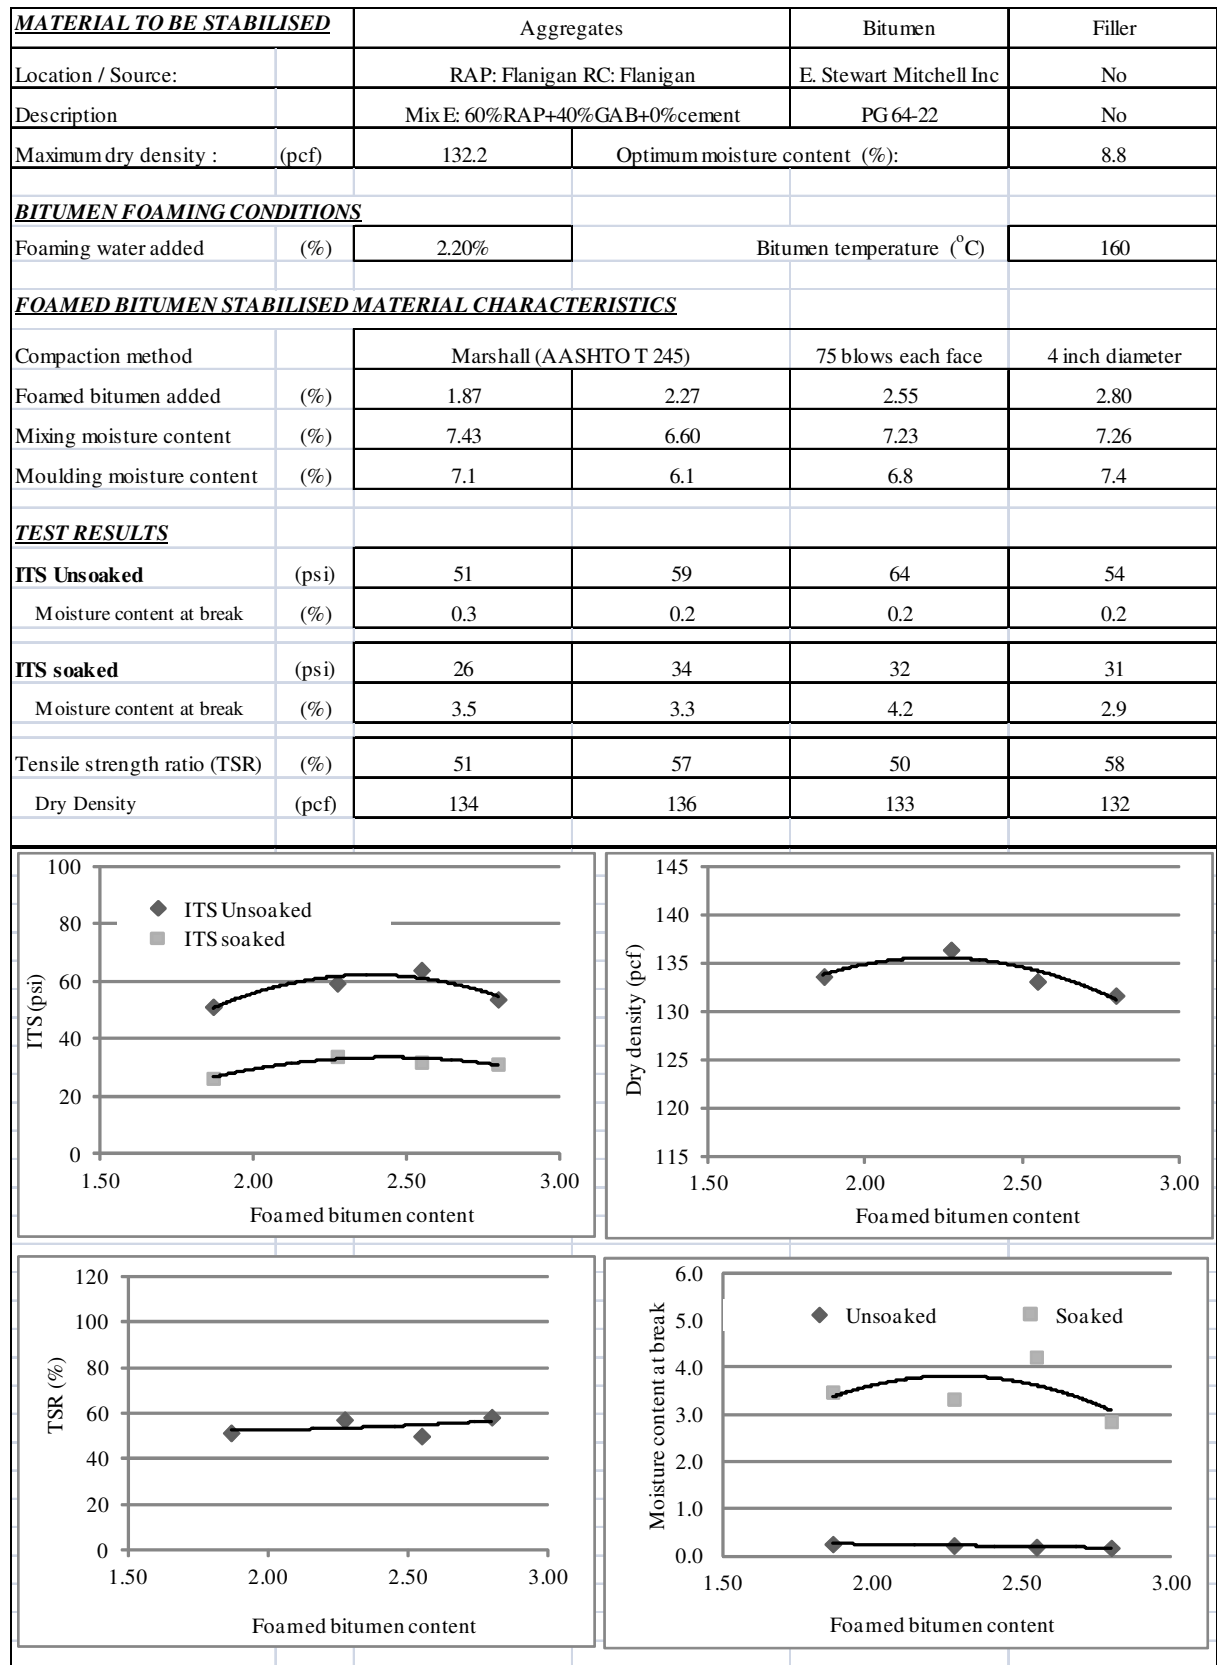 MATERIAL TO BE STABILISED Aggregates Bitumen Filler
Location / Source: RAP: Flanigan RC: Flanigan E. Stewart Mitchell Inc No
Description Mix E: 60%RAP+40%GAB+0%cement PG 64-22 No
Maximum dry density : (pcf) 132.2 Optimum moisture content (%): 8.8
BITUMEN FOAMING CONDITIONS
Foaming water added (%) 2.20% Bitumen temperature (°C) 160
FOAMED BITUMEN STABILISED MATERIAL CHARACTERISTICS
Compaction method Marshall (AASHTO T 245) 75 blows each face 4 inch diameter
Foamed bitumen added (%) 1.87 2.27 2.55 2.80
Mixing moisture content (%) 7.43 6.60 7.23 7.26
Moulding moisture content (%) 7.1 6.1 6.8 7.4
TEST RESULTS
ITS Unsoaked (psi) 51 59 64 54
Moisture content at break (%) 0.3 0.2 0.2 0.2
ITS soaked (psi) 26 34 32 31
Moisture content at break (%) 3.5 3.3 4.2 2.9
Tensile strength ratio (TSR) (%) 51 57 50 58
Dry Density (pcf) 134 136 133 132
100
80
60
40
20
0
ITS (psi)
ITS Unsoaked
ITS soaked
1.50 2.00 2.50 3.00
Foamed bitumen content
145
140
135
130
125
120
115
Dry density (pcf)
1.50 2.00 2.50 3.00
Foamed bitumen content
120
100
80
60
40
20
0
TSR (%)
1.50 2.00 2.50 3.00
Foamed bitumen content
6.0
5.0
4.0
3.0
2.0
1.0
0.0
Moisture content at break
Unsoaked Soaked
1.50 2.00 2.50 3.00
Foamed bitumen content